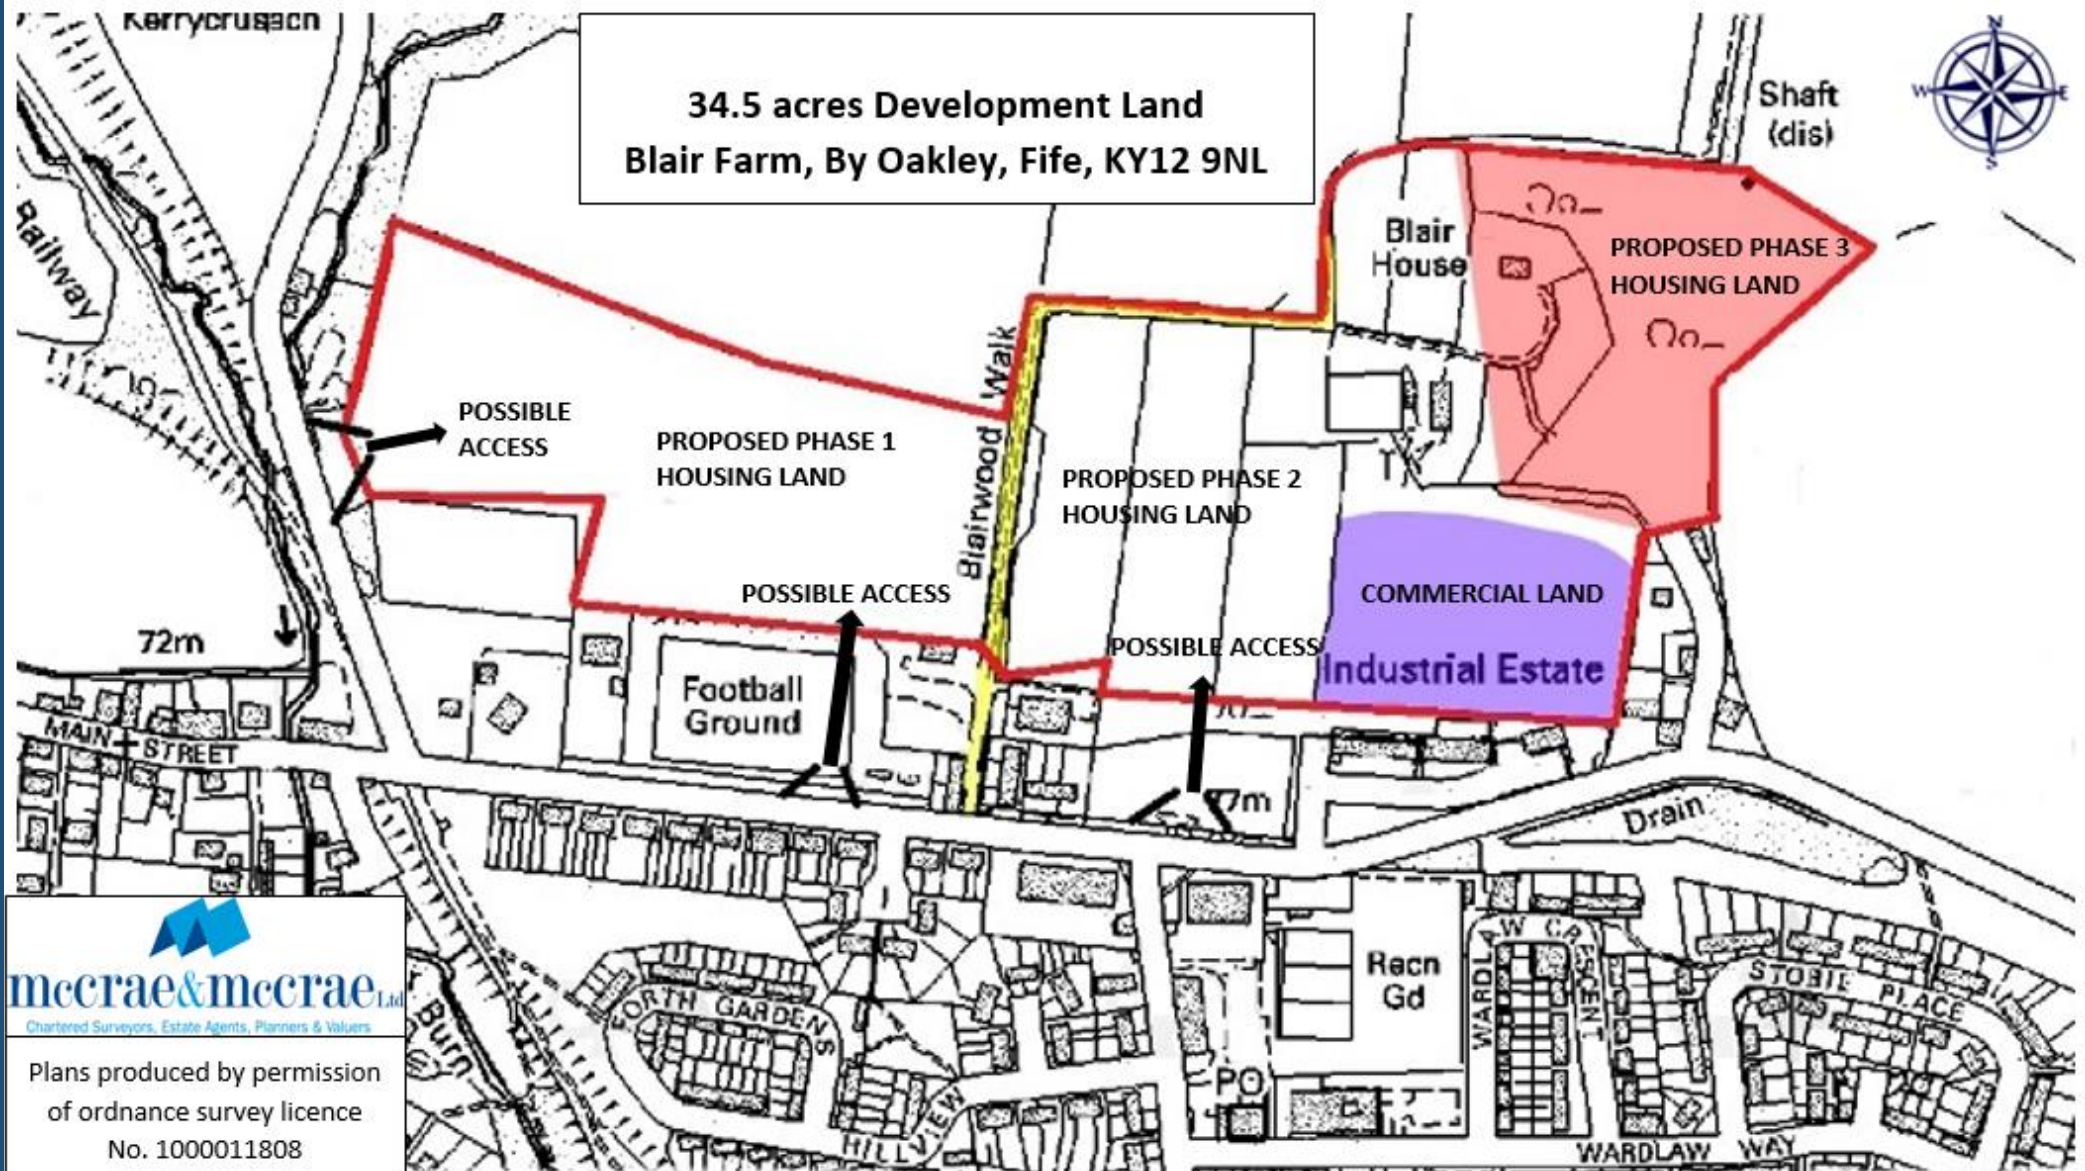 Kerrycrusach
34.5 acres Development Land
Blair Farm, By Oakley, Fife, KY12 9NL
N
W
E
S
Shaft
(dis)
Railway
Blair
House
PROPOSED PHASE 3
HOUSING LAND
POSSIBLE
ACCESS
PROPOSED PHASE 1
HOUSING LAND
Blairwood Walk
PROPOSED PHASE 2
HOUSING LAND
POSSIBLE ACCESS
COMMERCIAL LAND
POSSIBLE ACCESS
Industrial Estate
72m
Football
Ground
MAIN STREET
77m
Drain
Recn
Gd
WARDLAW CRESCENT
STOBIE PLACE
FORTH GARDENS
HILLVIEW
PO
WARDLAW WAY
Burn
mccrae&mccrae Ltd
Chartered Surveyors, Estate Agents, Planners & Valuers
Plans produced by permission
of ordnance survey licence
No. 1000011808